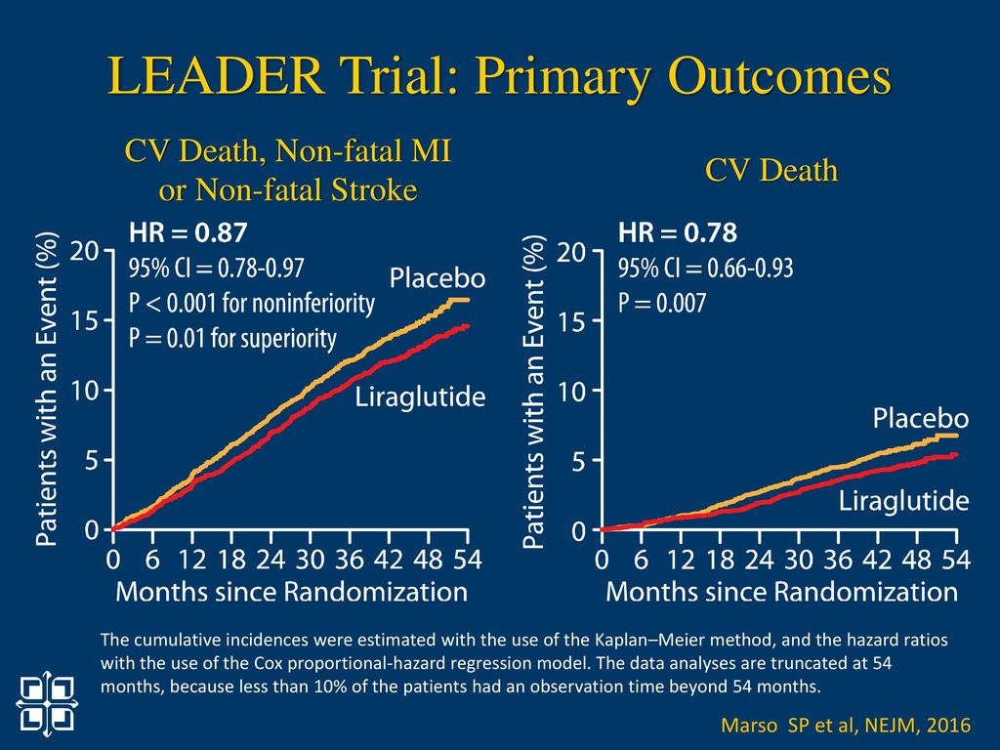 LEADER Trial: Primary Outcomes
CV Death, Non-fatal MI
or Non-fatal Stroke
Patients with an Event (%)
HR = 0.87
95% CI = 0.78-0.97
P < 0.001 for noninferiority
P = 0.01 for superiority
Placebo
Liraglutide
20
15
10
5
0
0 6 12 18 24 30 36 42 48 54
Months since Randomization
CV Death
Patients with an Event (%)
HR = 0.78
95% CI = 0.66-0.93
P = 0.007
Placebo
Liraglutide
20
15
10
5
0
0 6 12 18 24 30 36 42 48 54
Months since Randomization
The cumulative incidences were estimated with the use of the Kaplan–Meier method, and the hazard ratios
with the use of the Cox proportional-hazard regression model. The data analyses are truncated at 54
months, because less than 10% of the patients had an observation time beyond 54 months.
Marso SP et al, NEJM, 2016